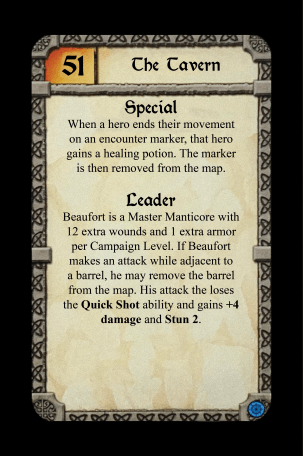 51
The Tavern
Special
When a hero ends their movement
on an encounter marker, that hero
gains a healing potion. The marker
is then removed from the map.
Leader
Beaufort is a Master Manticore with
12 extra wounds and 1 extra armor
per Campaign Level. If Beaufort
makes an attack while adjacent to
a barrel, he may remove the barrel
from the map. His attack the loses
the Quick Shot ability and gains +4
damage and Stun 2.